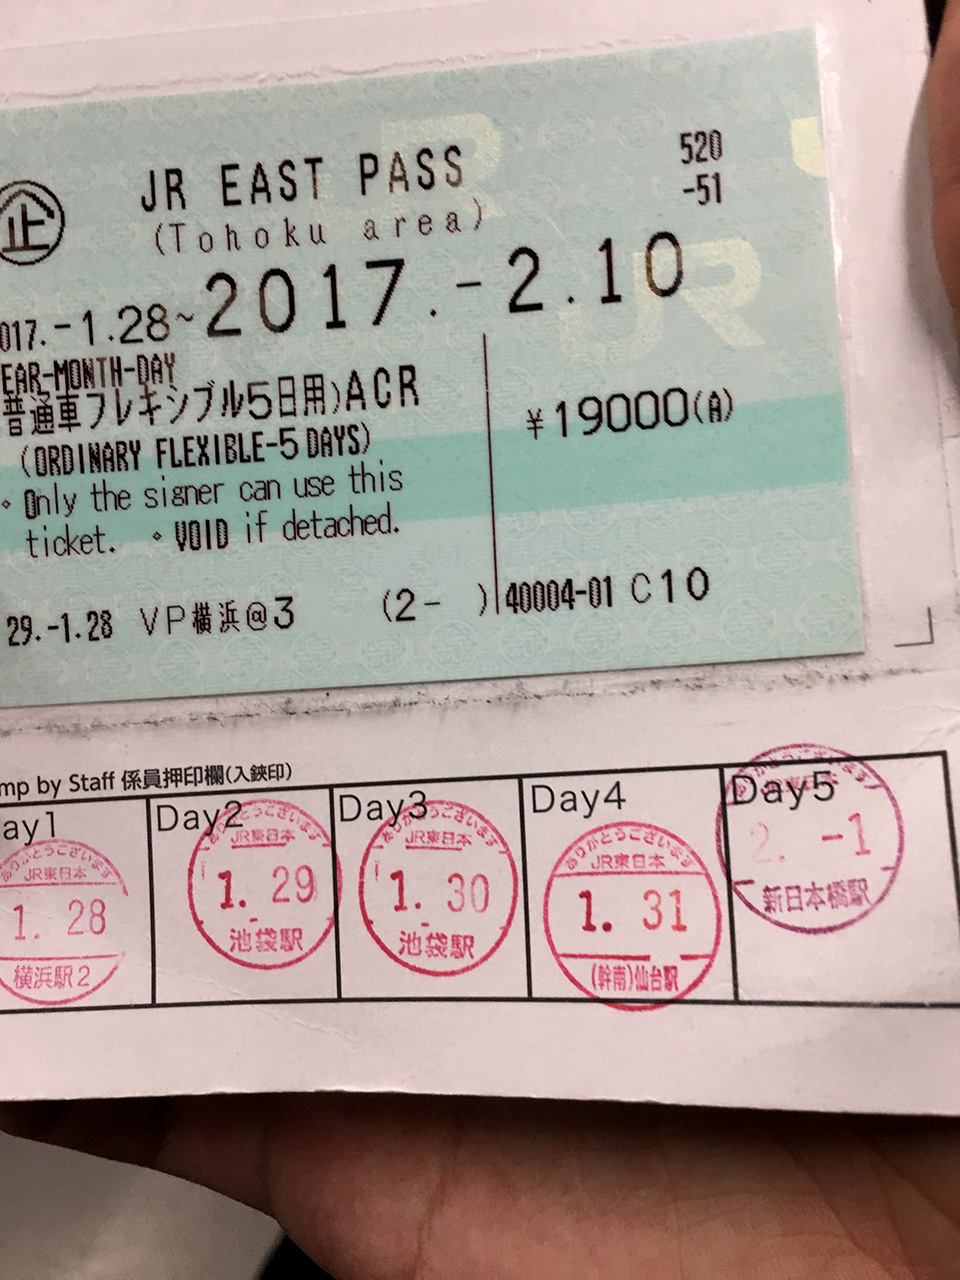 止
JR EAST PASS
520
-51
(Tohoku area)
017.-1.28~2017.-2.10
EAR-MONTH-DAY
普通車フレキシブル5日用)ACR
¥19000(A)
(ORDINARY FLEXIBLE-5 DAYS)
Only the signer can use this
ticket. VOID if detached.
29.-1.28 VP横浜@3 (2- )
40004-01 C10
mp by Staff 係員押印欄(入鋏印)
ay1
ありがとうございます
JR東日本
1. 28
横浜駅2
Day2
ありがとうございます
JR東日本
1. 29
池袋駅
Day3
ありがとうございます
JR東日本
1. 30
池袋駅
Day4
ありがとうございます
JR東日本
1. 31
(幹南)仙台駅
Day5
ありがとうございます
JR東日本
2. -1
新日本橋駅